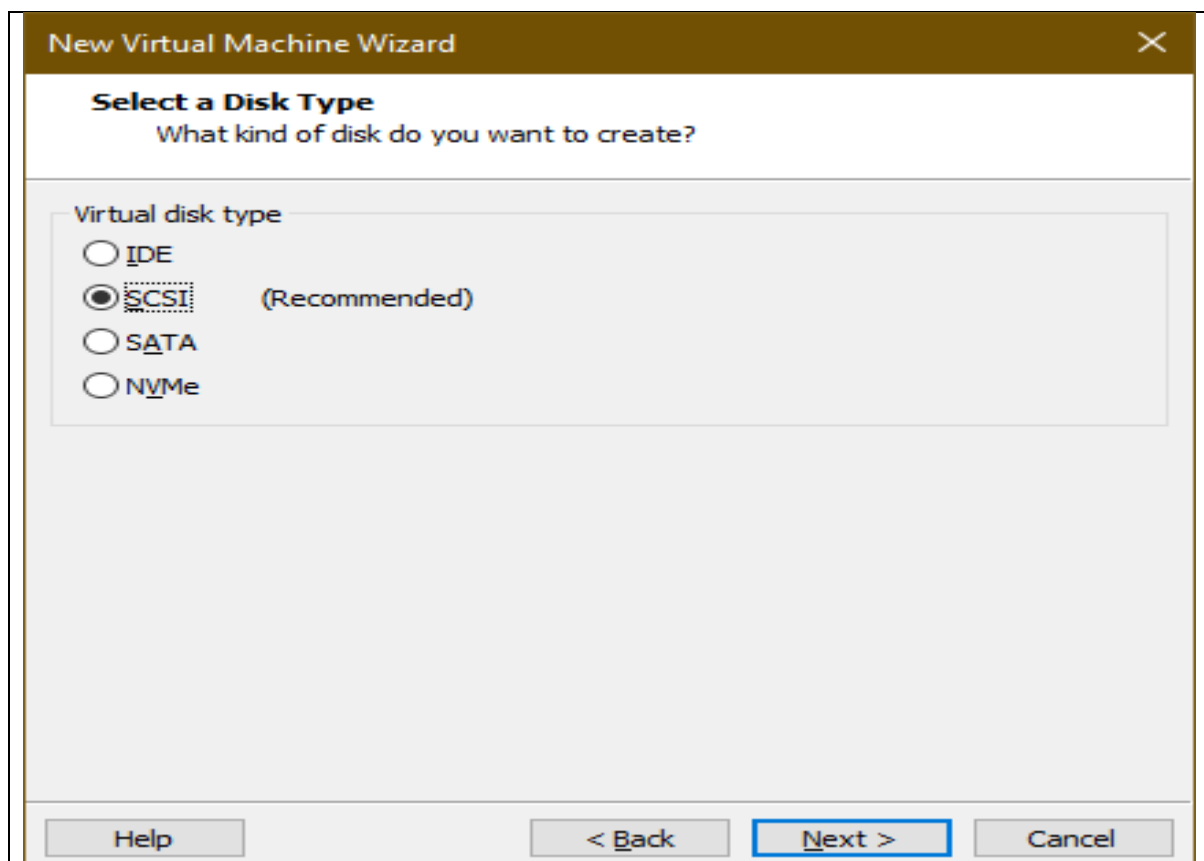 New Virtual Machine Wizard
Select a Disk Type
What kind of disk do you want to create?
Virtual disk type
IDE
SCSI (Recommended)
SATA
NVMe
Help < Back Next > Cancel